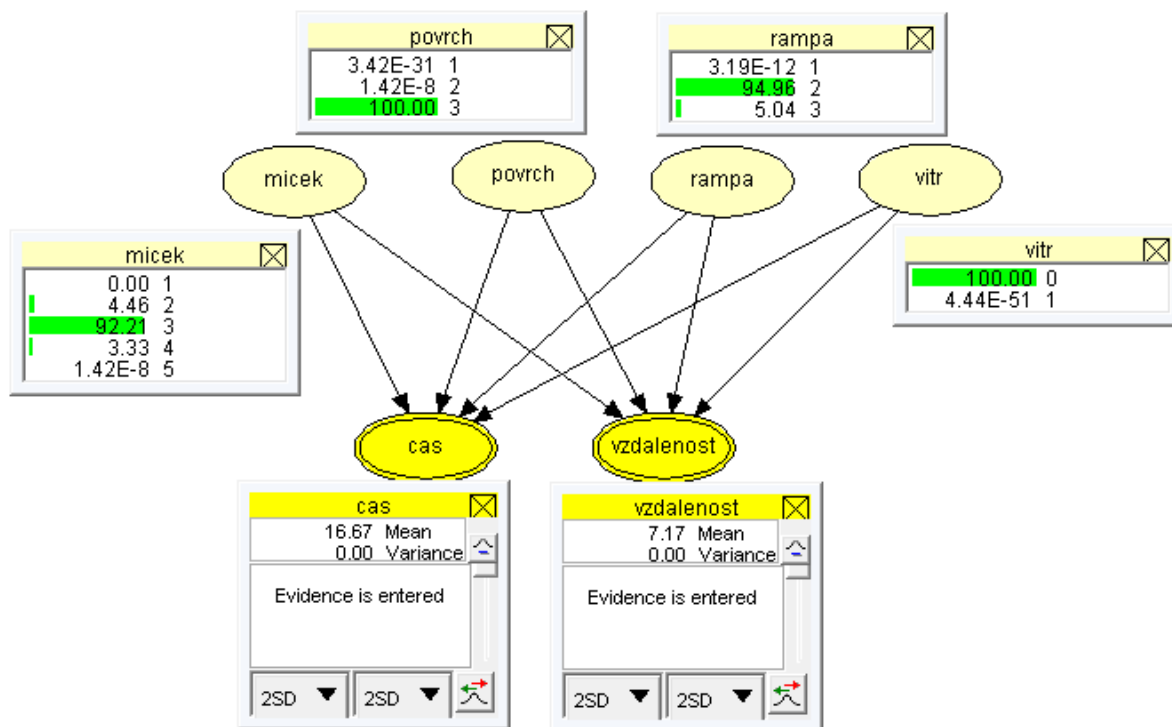 povrch
3.42E-31 1
1.42E-8 2
100.00 3
rampa
3.19E-12 1
94.96 2
5.04 3
micek
povrch
rampa
vitr
micek
0.00 1
4.46 2
92.21 3
3.33 4
1.42E-8 5
vitr
100.00 0
4.44E-51 1
cas
vzdalenost
cas
16.67 Mean
0.00 Variance
Evidence is entered
2SD 2SD
vzdalenost
7.17 Mean
0.00 Variance
Evidence is entered
2SD 2SD